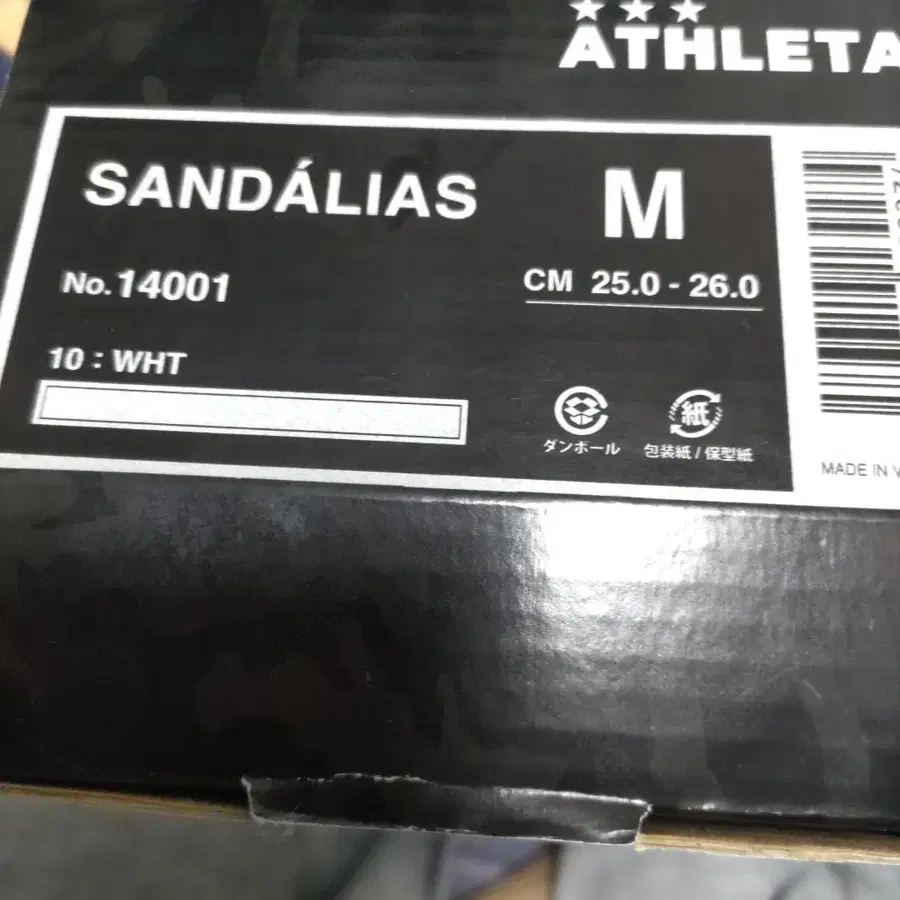 ★★★
ATHLETA
SANDÁLIAS
M
No.14001
CM 25.0 - 26.0
10 : WHT
紙
ダンボール
包装紙 / 保型紙
MADE IN